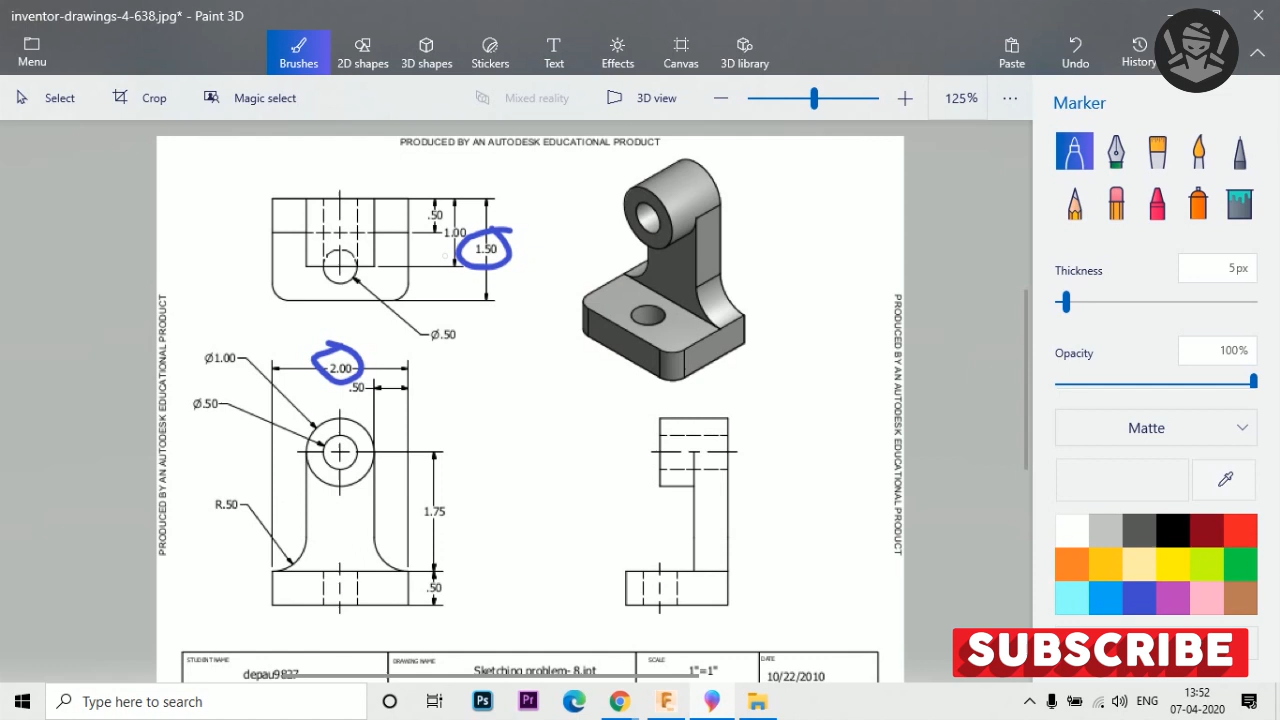 inventor-drawings-4-638.jpg* - Paint 3D
Menu
Brushes
2D shapes
3D shapes
Stickers
Text
Effects
Canvas
3D library
Paste
Undo
History
Select
Crop
Magic select
Mixed reality
3D view
125%
Marker
PRODUCED BY AN AUTODESK EDUCATIONAL PRODUCT
.50
1.00
1.50
Ø.50
PRODUCED BY AN AUTODESK EDUCATIONAL PRODUCT
PRODUCED BY AN AUTODESK EDUCATIONAL PRODUCT
Thickness
5px
Opacity
100%
Matte
Ø1.00
2.00
.50
Ø.50
R.50
1.75
.50
STUDENT NAME
depau9827
DRAWING NAME
Sketching problem- 8.ipt
SCALE
1"=1"
DATE
10/22/2010
SUBSCRIBE
Type here to search
Ps
Pr
F
ENG
13:52
07-04-2020